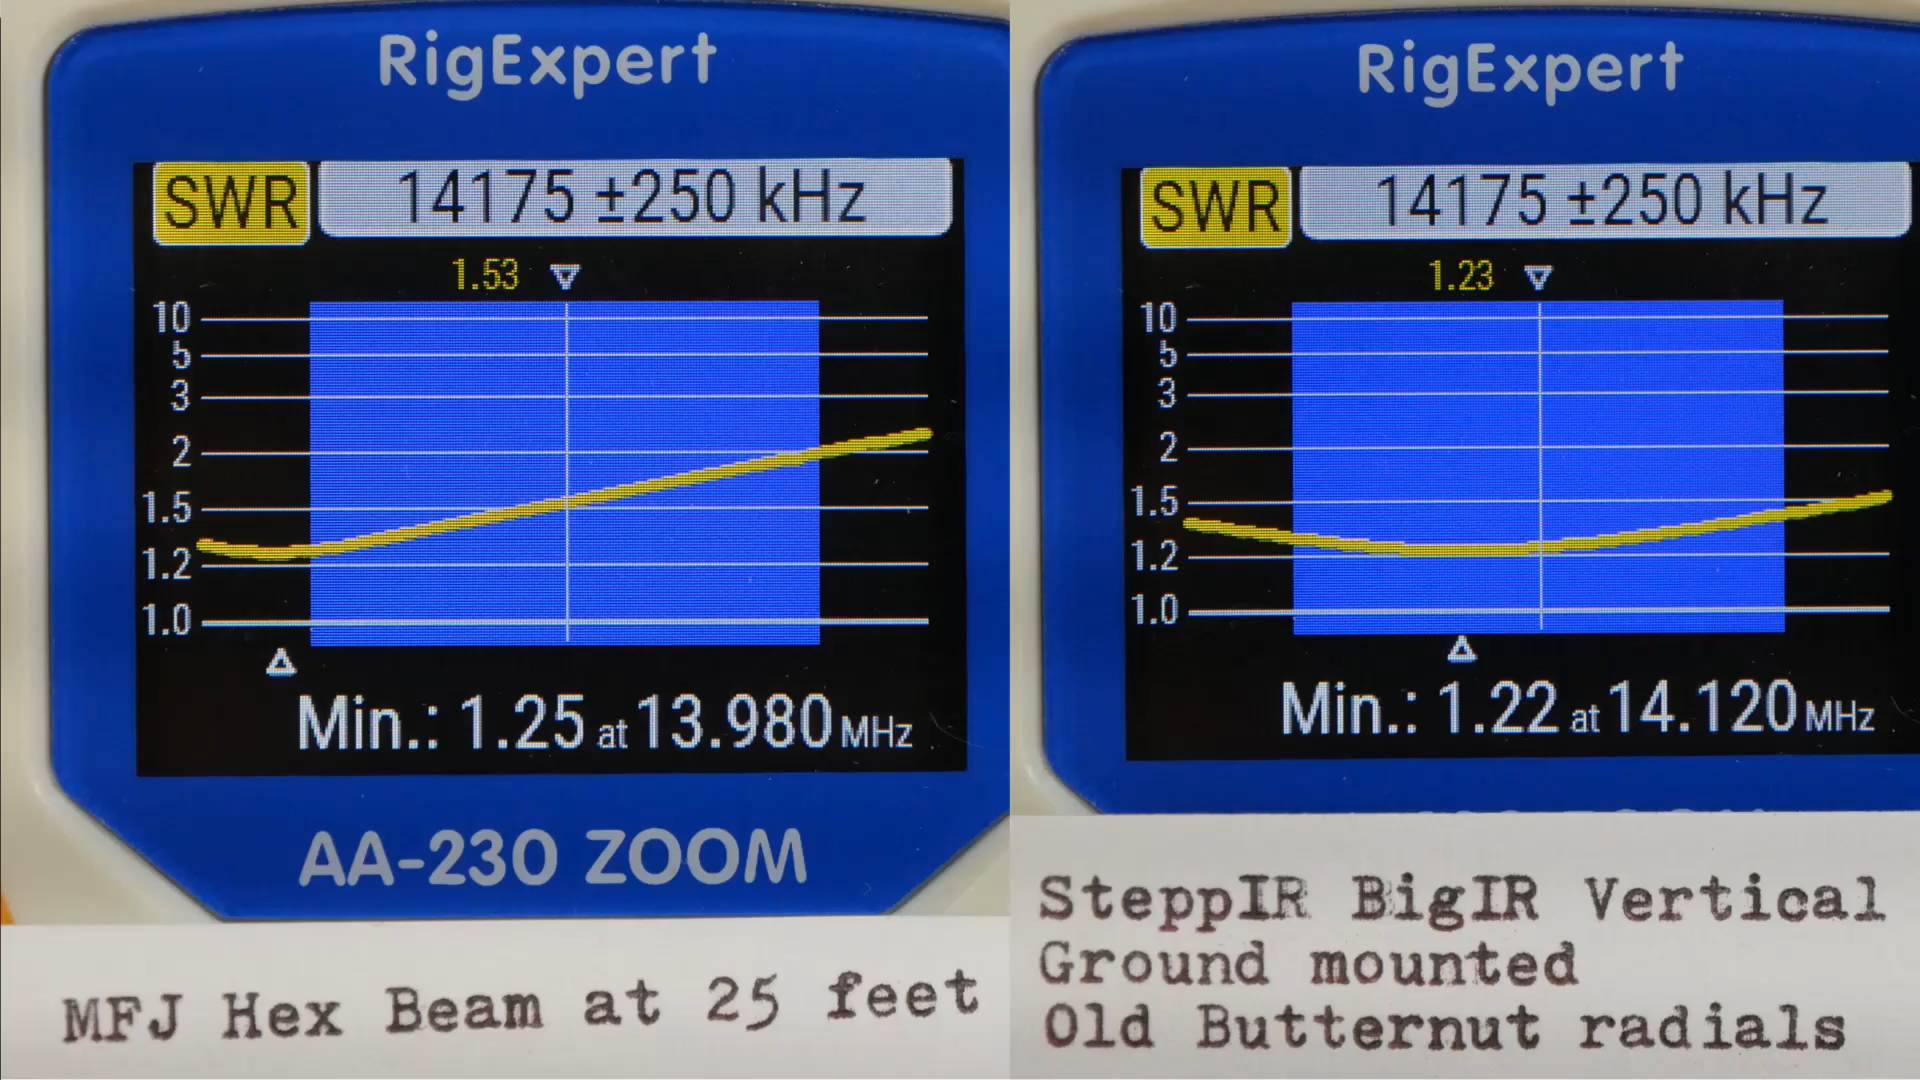 RigExpert
SWR 14175 ±250 kHz
1.53
10
5
3
2
1.5
1.2
1.0
Min.: 1.25 at 13.980 MHz
AA-230 ZOOM
MFJ Hex Beam at 25 feet
RigExpert
SWR 14175 ±250 kHz
1.23
10
5
3
2
1.5
1.2
1.0
Min.: 1.22 at 14.120 MHz
SteppIR BigIR Vertical
Ground mounted
Old Butternut radials